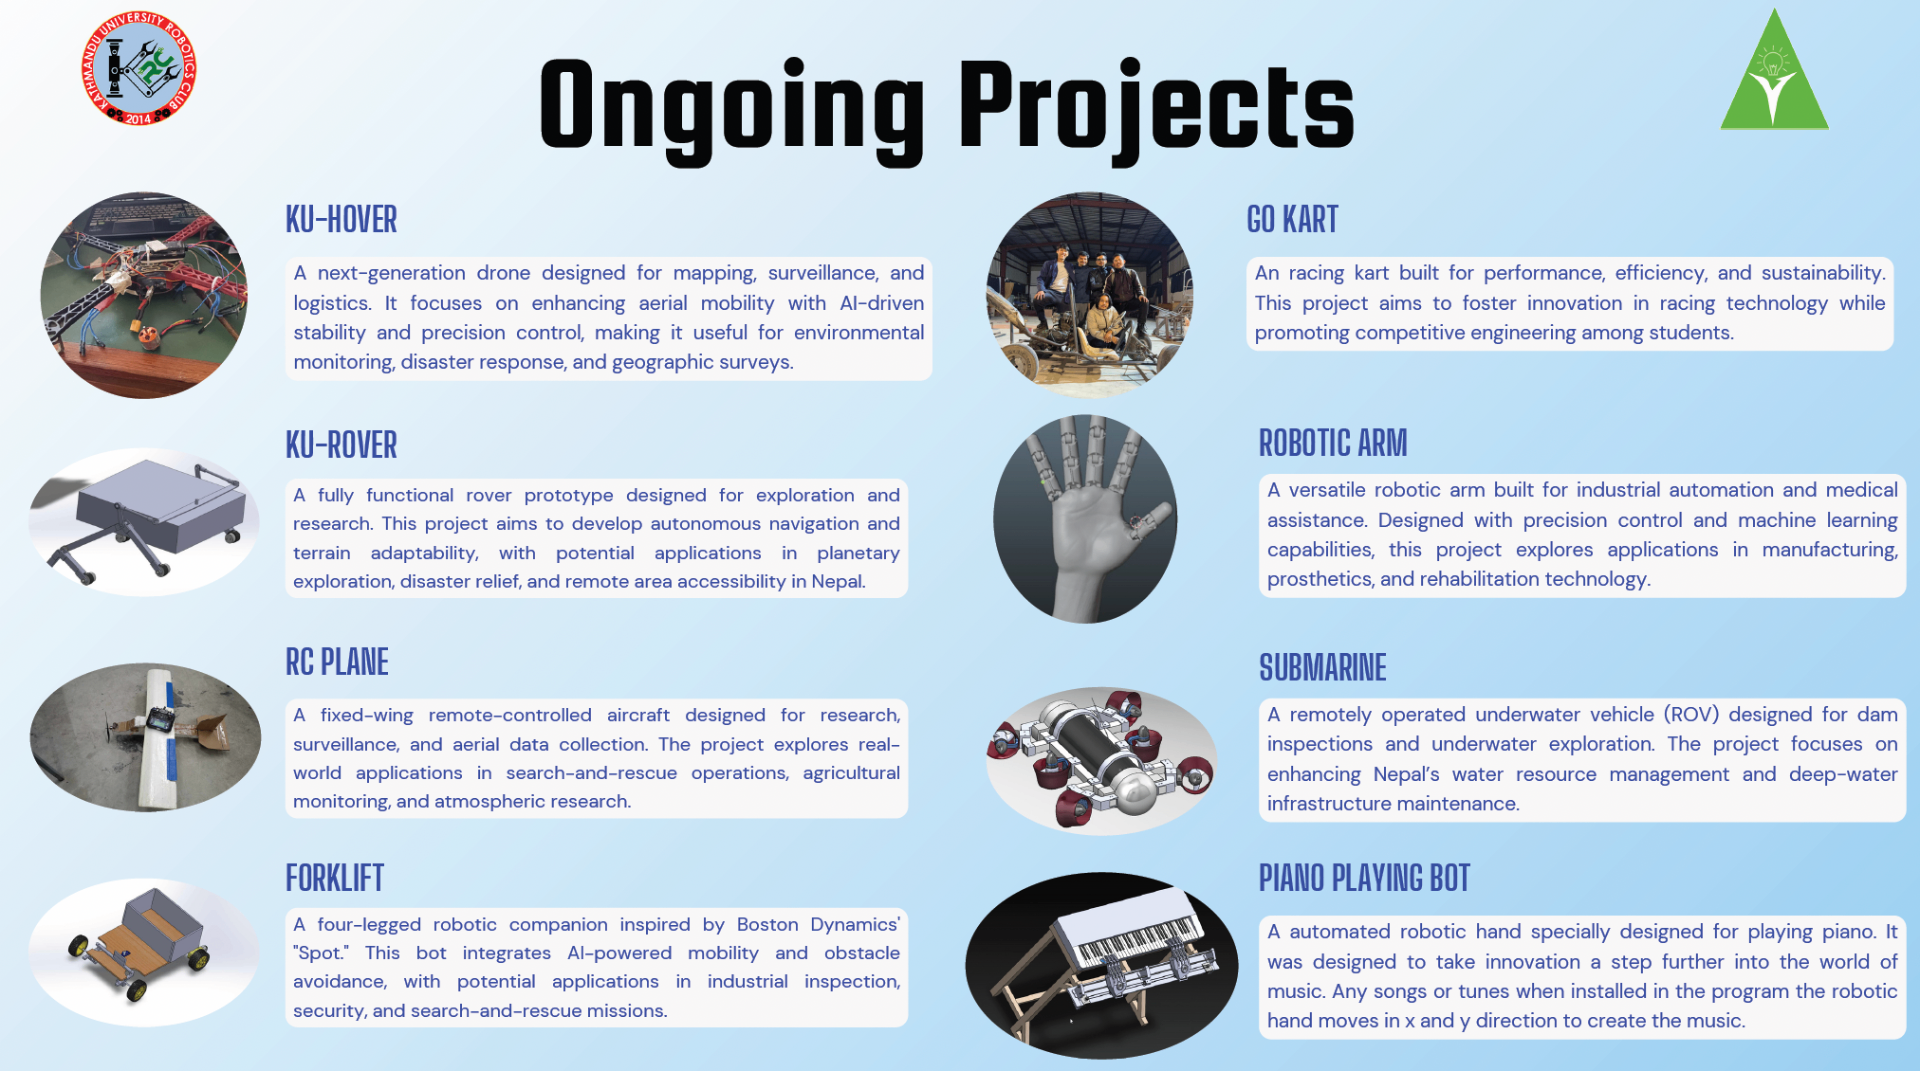 KATHMANDU UNIVERSITY ROBOTICS CLUB
K
RC
2014
Ongoing Projects
KU-HOVER
A next-generation drone designed for mapping, surveillance, and
logistics. It focuses on enhancing aerial mobility with AI-driven
stability and precision control, making it useful for environmental
monitoring, disaster response, and geographic surveys.
KU-ROVER
A fully functional rover prototype designed for exploration and
research. This project aims to develop autonomous navigation and
terrain adaptability, with potential applications in planetary
exploration, disaster relief, and remote area accessibility in Nepal.
RC PLANE
A fixed-wing remote-controlled aircraft designed for research,
surveillance, and aerial data collection. The project explores real-
world applications in search-and-rescue operations, agricultural
monitoring, and atmospheric research.
FORKLIFT
A four-legged robotic companion inspired by Boston Dynamics'
"Spot." This bot integrates AI-powered mobility and obstacle
avoidance, with potential applications in industrial inspection,
security, and search-and-rescue missions.
GO KART
An racing kart built for performance, efficiency, and sustainability.
This project aims to foster innovation in racing technology while
promoting competitive engineering among students.
ROBOTIC ARM
A versatile robotic arm built for industrial automation and medical
assistance. Designed with precision control and machine learning
capabilities, this project explores applications in manufacturing,
prosthetics, and rehabilitation technology.
SUBMARINE
A remotely operated underwater vehicle (ROV) designed for dam
inspections and underwater exploration. The project focuses on
enhancing Nepal's water resource management and deep-water
infrastructure maintenance.
PIANO PLAYING BOT
A automated robotic hand specially designed for playing piano. It
was designed to take innovation a step further into the world of
music. Any songs or tunes when installed in the program the robotic
hand moves in x and y direction to create the music.